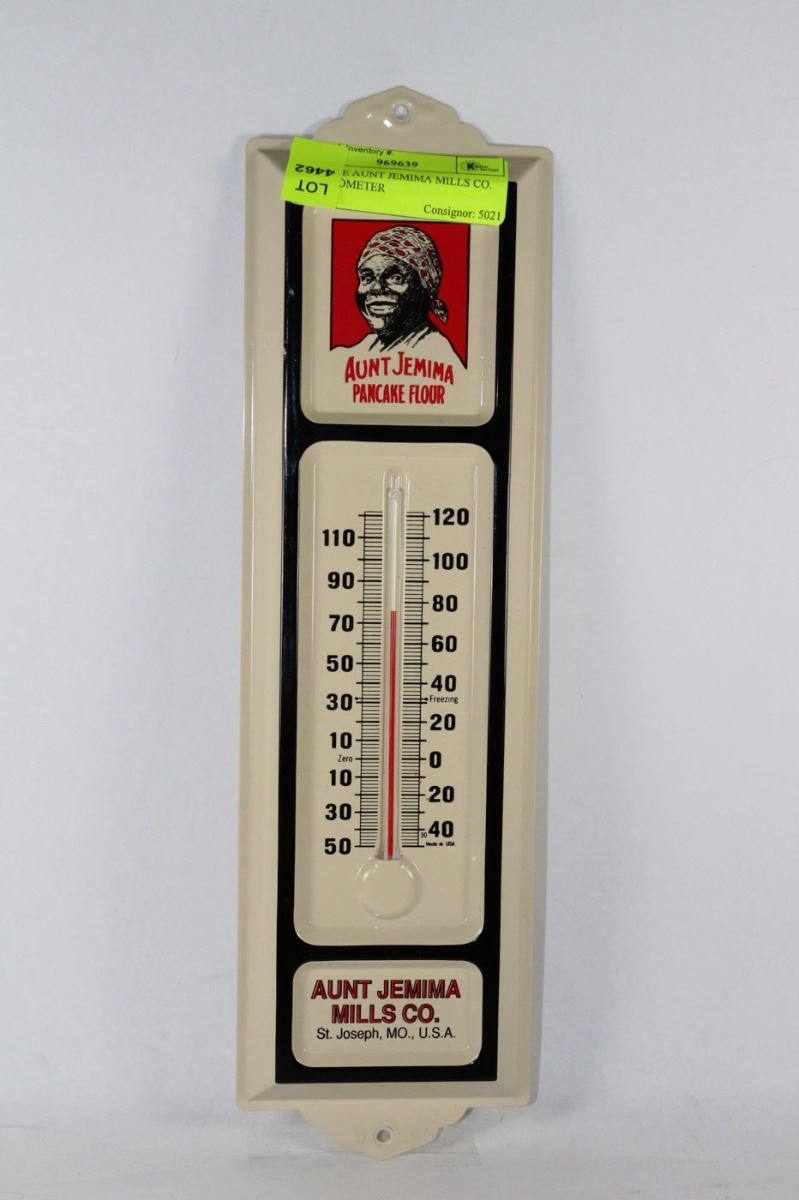 Inventory #:
969639
LOT
4462
AUNT JEMIMA MILLS CO.
OMETER
Consignor: 5021
AUNT JEMIMA
PANCAKE FLOUR
120
110
100
90
80
70
60
50
40
30
Freezing
20
10
Zero
0
10
20
30
40
30
50
Made in USA
AUNT JEMIMA
MILLS CO.
St. Joseph, MO., U.S.A.